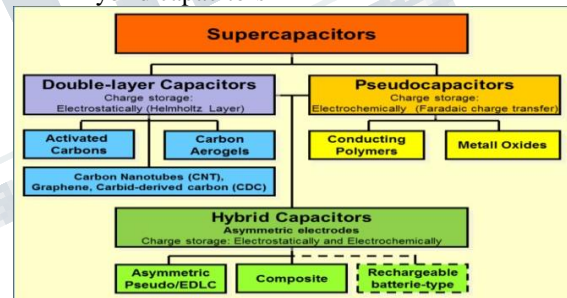 Supercapacitors
Double-layer Capacitors
Charge storage:
Electrostatically (Helmholtz Layer)
Pseudocapacitors
Charge storage:
Electrochemically (Faradaic charge transfer)
Activated
Carbons
Carbon
Aerogels
Conducting
Polymers
Metall Oxides
Carbon Nanotubes (CNT),
Graphene, Carbid-derived carbon (CDC)
Hybrid Capacitors
Asymmetric electrodes
Charge storage: Electrostatically and Electrochemically
Asymmetric
Pseudo/EDLC
Composite
Rechargeable
batterie-type